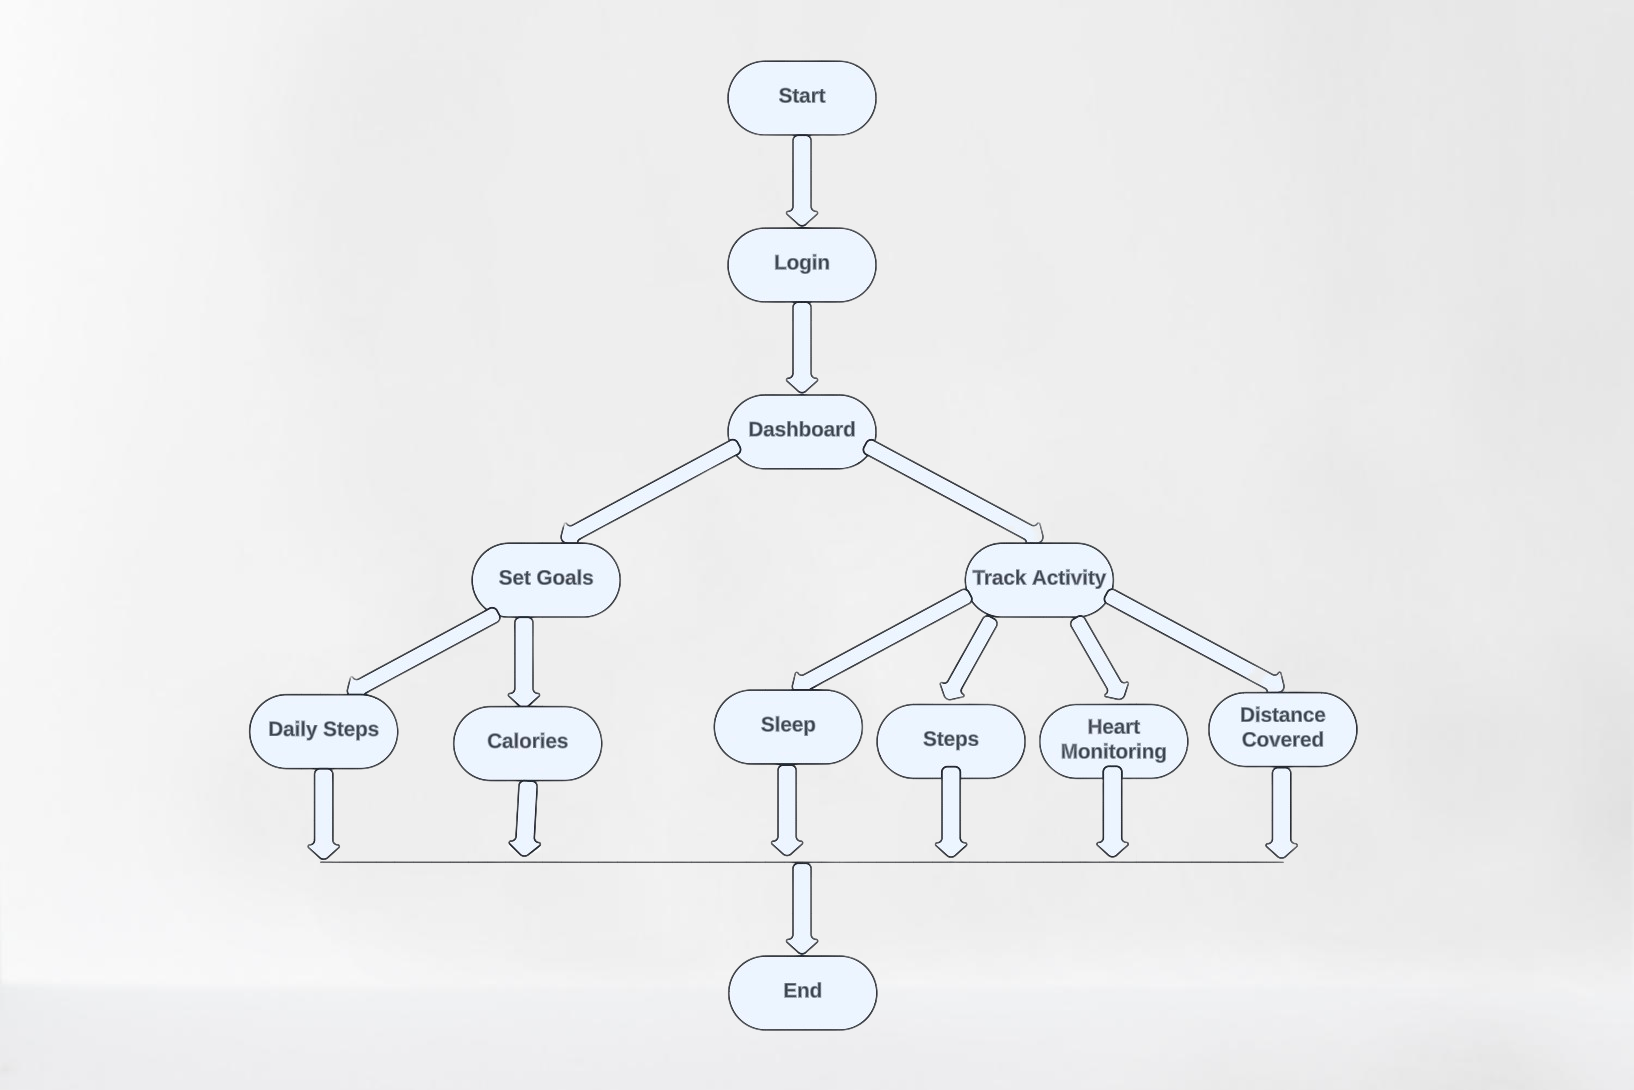 Start
Login
Dashboard
Set Goals
Track Activity
Daily Steps
Calories
Sleep
Steps
Heart
Monitoring
Distance
Covered
End